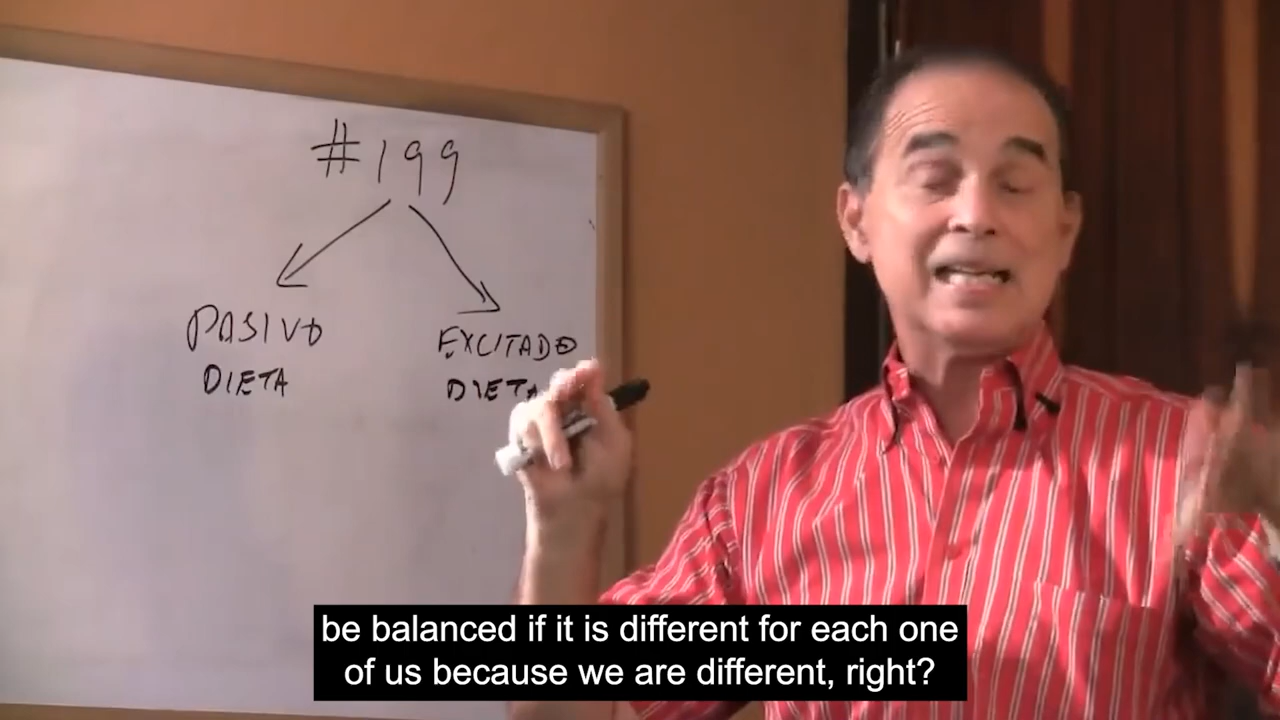 #199
PASIVO
DIETA
EXCITADO
DIETA
be balanced if it is different for each one
of us because we are different, right?